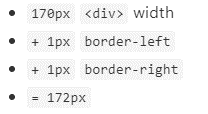 170px <div> width
+ 1px border-left
+ 1px border-right
= 172px